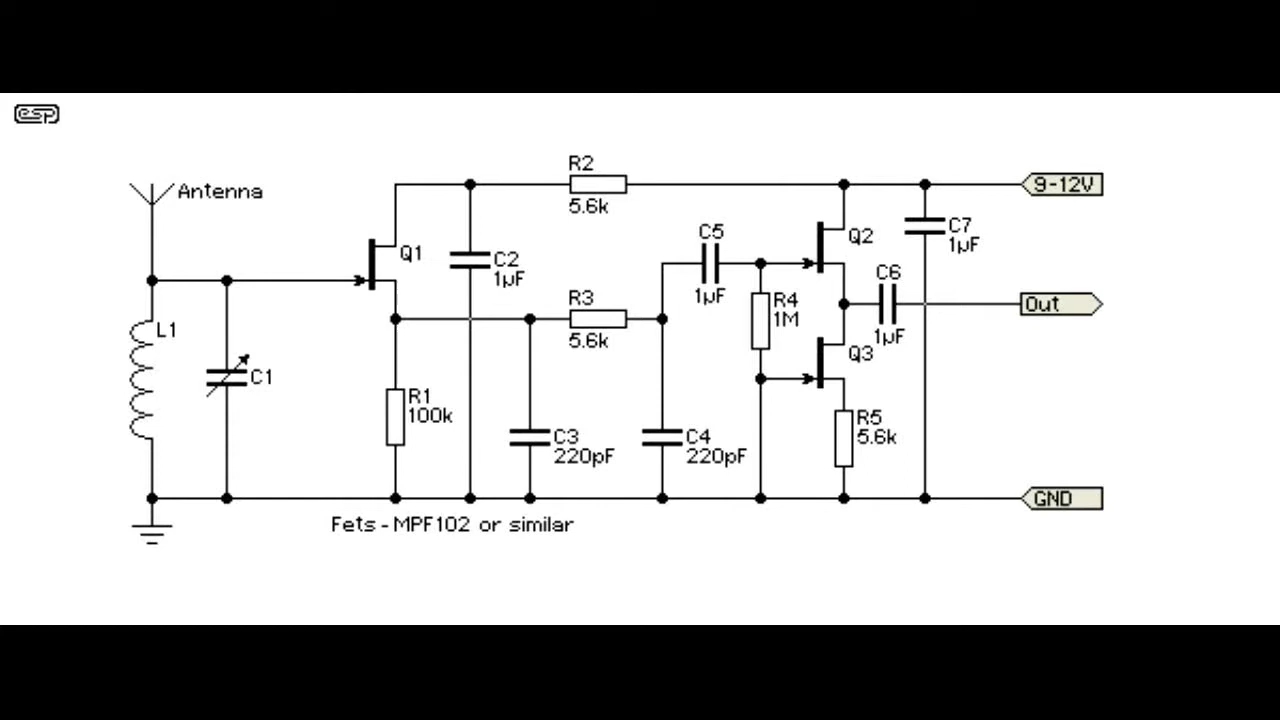 esp
Antenna
L1
C1
Q1
R1
100k
C2
1µF
R2
5.6k
R3
5.6k
C3
220pF
C4
220pF
C5
1µF
R4
1M
Q2
Q3
C6
1µF
R5
5.6k
C7
1µF
9-12V
Out
GND
Fets - MPF102 or similar